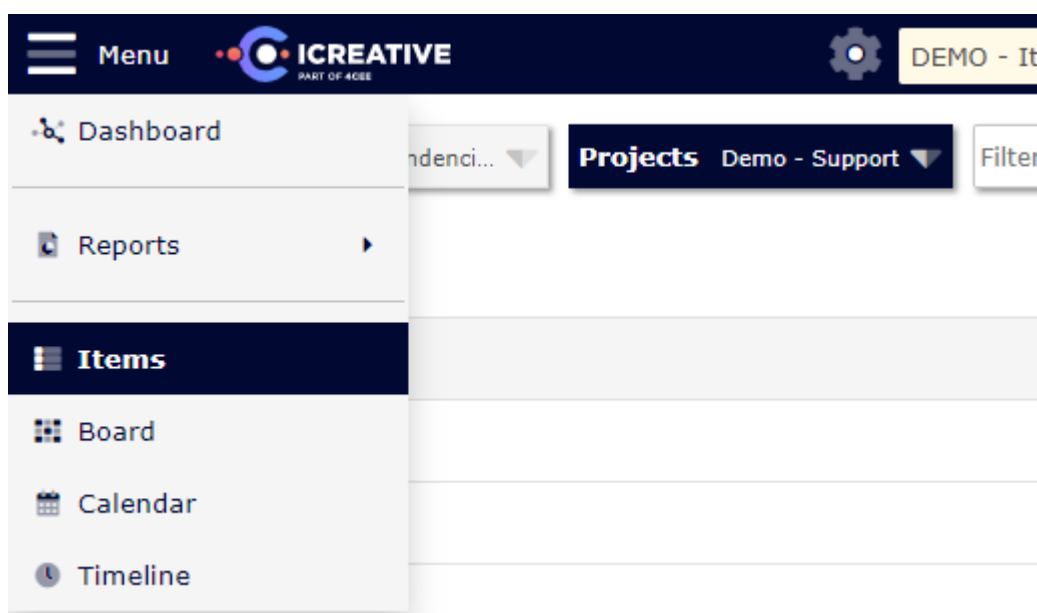 Menu
ICREATIVE
PART OF 4CEE
DEMO - It
Dashboard
ndenci...
Projects Demo - Support
Filter
Reports
Items
Board
Calendar
Timeline